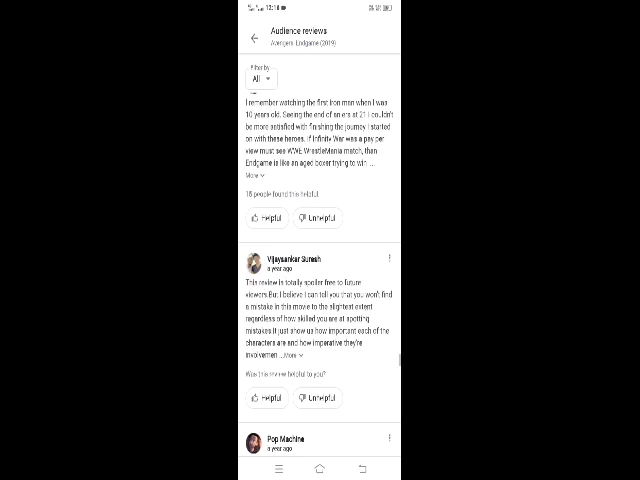 12:18
Audience reviews
Avengers: Endgame (2019)
Filter by
All
I remember watching the first iron man when I was
10 years old. Seeing the end of an era at 21 I couldn't
be more satisfied with finishing the journey I started
on with these heroes. If Infinity War was a pay per
view must see WWE WrestleMania match, than
Endgame is like an aged boxer trying to win ....
More
18 people found this helpful.
Helpful
Unhelpful
Vijaysankar Suresh
a year ago
This review is totally spoiler free to future
viewers.But I believe I can tell you that you won't find
a mistake in this movie to the slightest extent
regardless of how skilled you are at spotting
mistakes.It just show us how important each of the
characters are and how imperative they're
involvemen ...More
Was this review helpful to you?
Helpful
Unhelpful
Pop Machine
a year ago